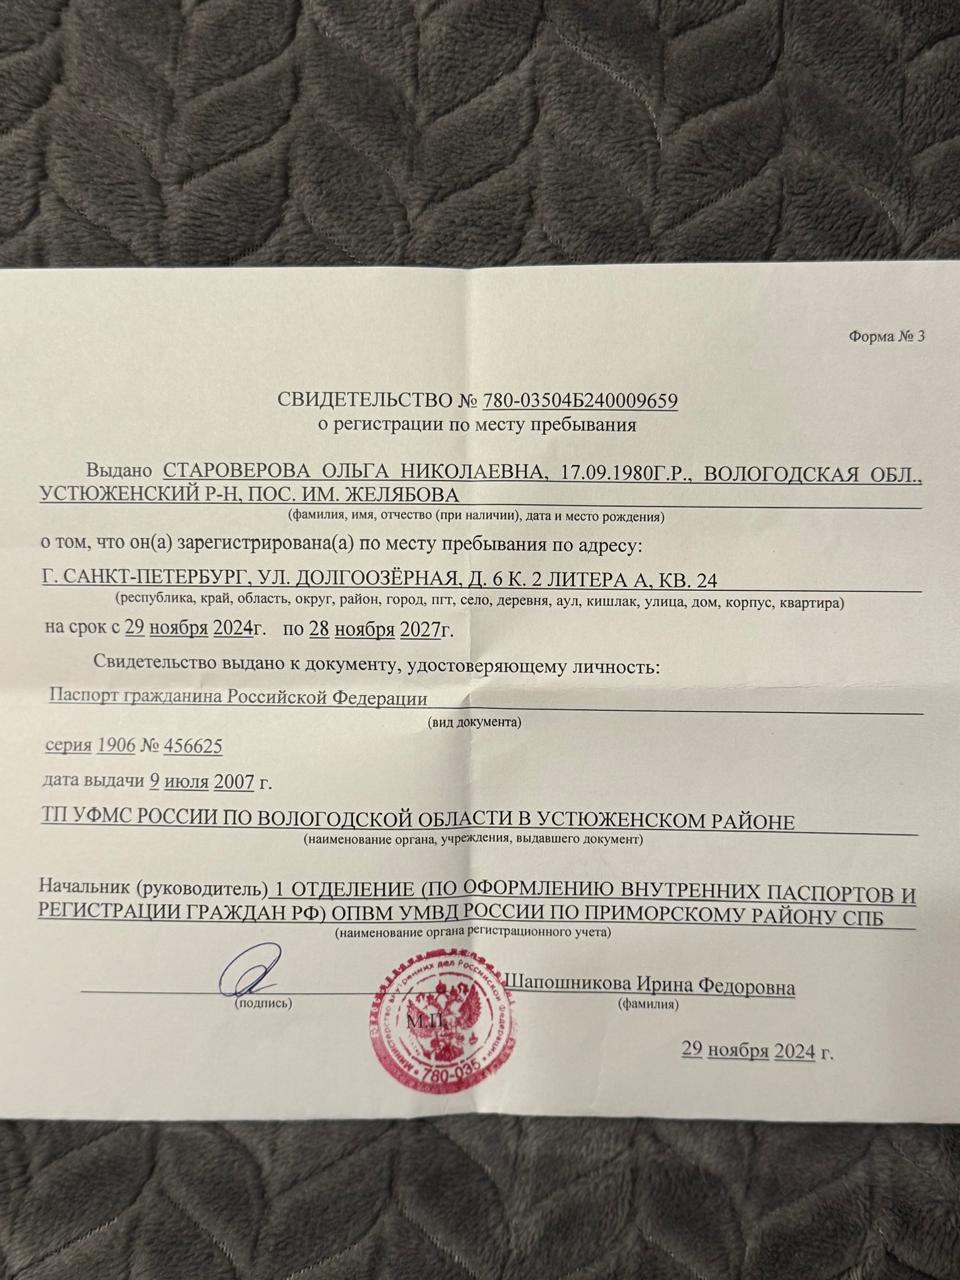 Форма № 3
СВИДЕТЕЛЬСТВО № 780-03504Б240009659
о регистрации по месту пребывания
Выдано СТАРОВЕРОВА ОЛЬГА НИКОЛАЕВНА, 17.09.1980Г.Р., ВОЛОГОДСКАЯ ОБЛ.,
УСТЮЖЕНСКИЙ Р-Н, ПОС. ИМ. ЖЕЛЯБОВА
(фамилия, имя, отчество (при наличии), дата и место рождения)
о том, что он(а) зарегистрирована(а) по месту пребывания по адресу:
Г. САНКТ-ПЕТЕРБУРГ, УЛ. ДОЛГООЗЁРНАЯ, Д. 6 К. 2 ЛИТЕРА А, КВ. 24
(республика, край, область, округ, район, город, пгт, село, деревня, аул, кишлак, улица, дом, корпус, квартира)
на срок с 29 ноября 2024г. по 28 ноября 2027г.
Свидетельство выдано к документу, удостоверяющему личность:
Паспорт гражданина Российской Федерации
(вид документа)
серия 1906 № 456625
дата выдачи 9 июля 2007 г.
ТП УФМС РОССИИ ПО ВОЛОГОДСКОЙ ОБЛАСТИ В УСТЮЖЕНСКОМ РАЙОНЕ
(наименование органа, учреждения, выдавшего документ)
Начальник (руководитель) 1 ОТДЕЛЕНИЕ (ПО ОФОРМЛЕНИЮ ВНУТРЕННИХ ПАСПОРТОВ И
РЕГИСТРАЦИИ ГРАЖДАН РФ) ОПВМ УМВД РОССИИ ПО ПРИМОРСКОМУ РАЙОНУ СПБ
(наименование органа регистрационного учета)
Шапошникова Ирина Федоровна
(подпись)
(фамилия)
М.П.
Министерство внутренних дел Российской Федерации
780-035
29 ноября 2024 г.